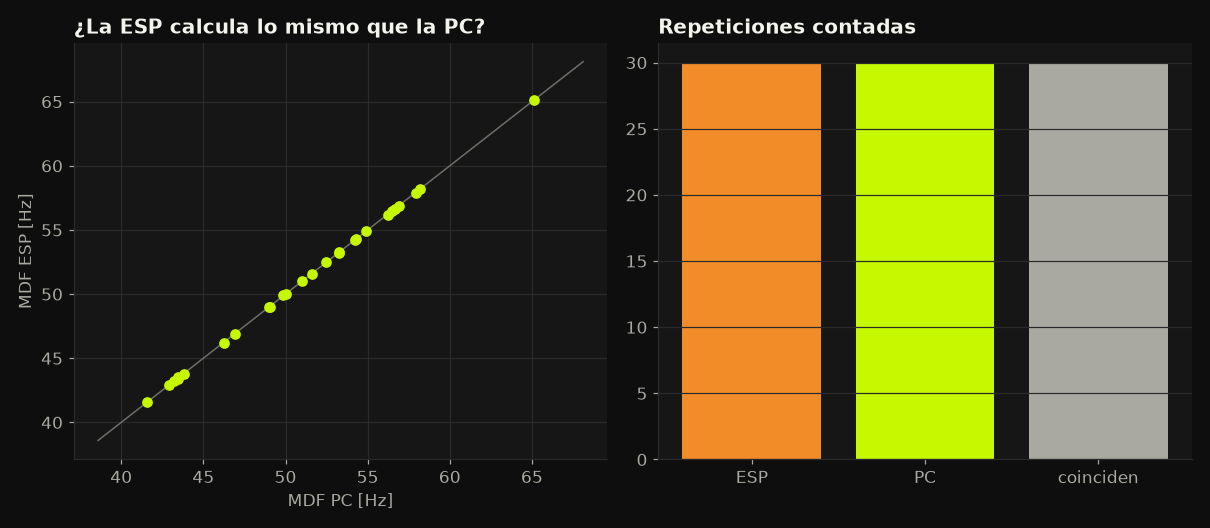 ¿La ESP calcula lo mismo que la PC?
65
60
55
50
45
40
MDF ESP [Hz]
40 45 50 55 60 65
MDF PC [Hz]
Repeticiones contadas
30
25
20
15
10
5
0
ESP PC coinciden